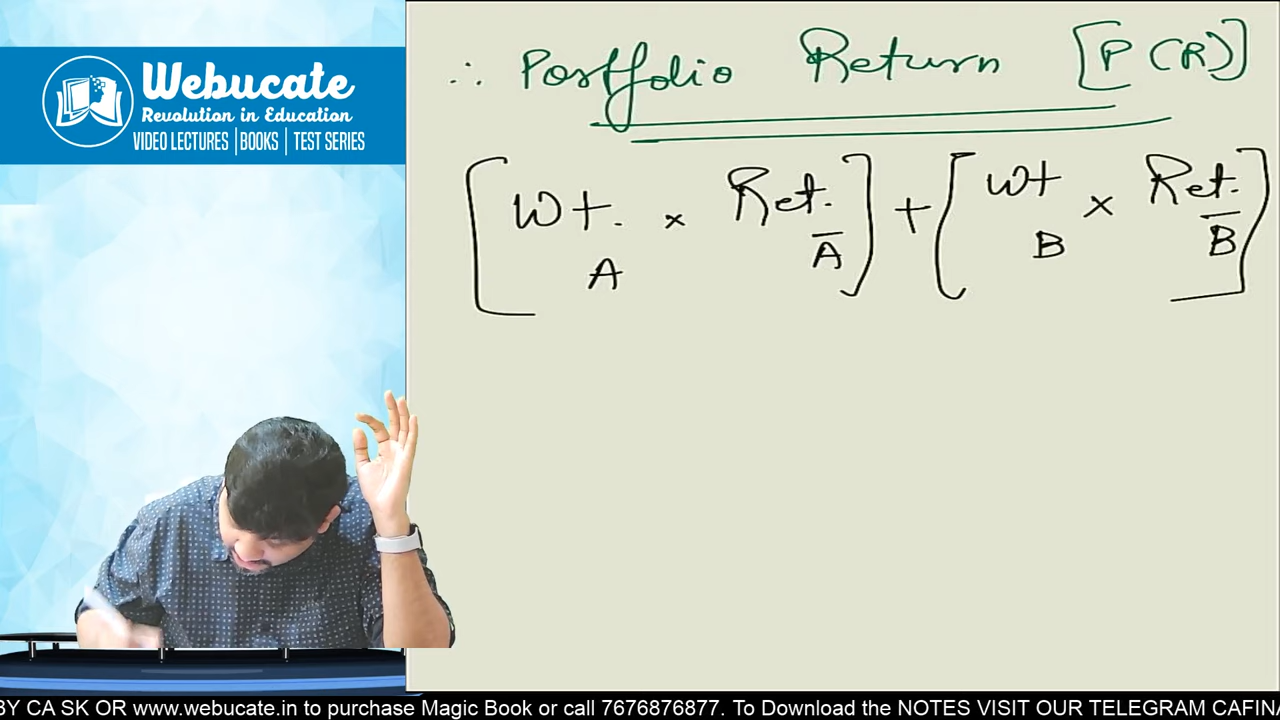 Webucate
Revolution in Education
VIDEO LECTURES | BOOKS | TEST SERIES
∴ Portfolio Return [P(R)]
[Wt. A × Ret. A] + [Wt B × Ret. B]
BY CA SK OR www.webucate.in to purchase Magic Book or call 7676876877. To Download the NOTES VISIT OUR TELEGRAM CAFINA